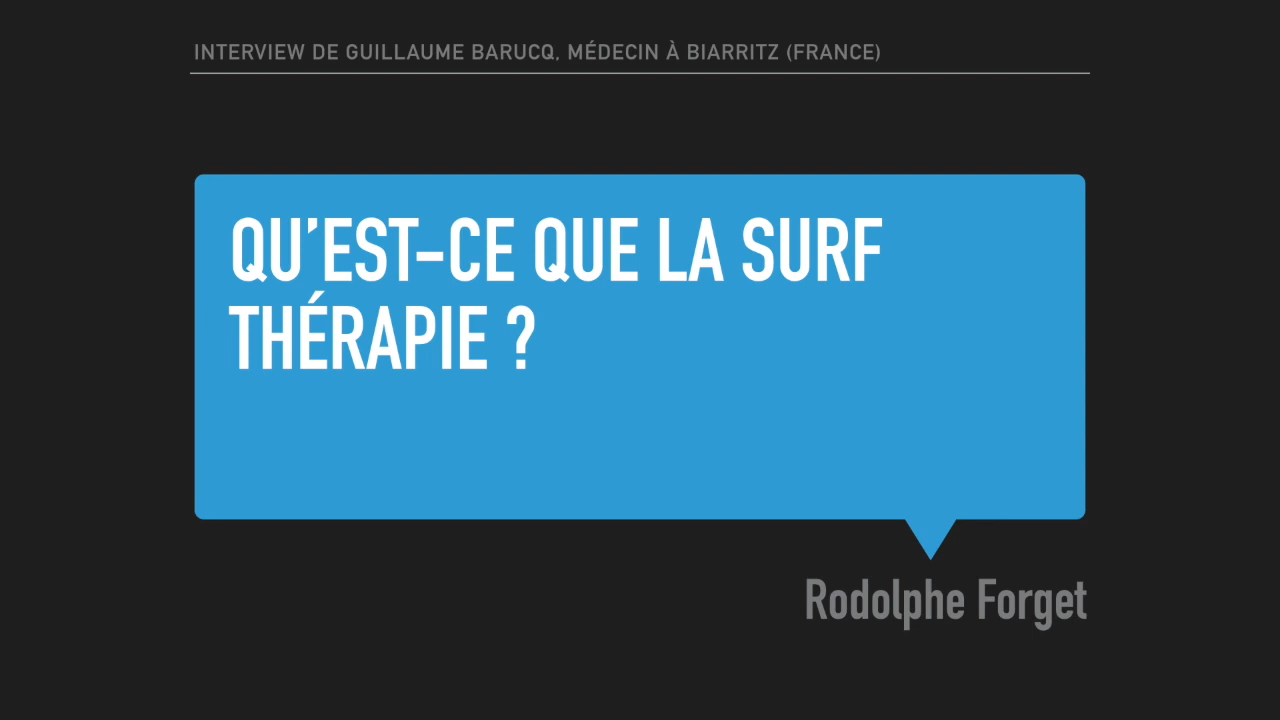 INTERVIEW DE GUILLAUME BARUCQ, MÉDECIN À BIARRITZ (FRANCE)
QU’EST-CE QUE LA SURF
THÉRAPIE ?
Rodolphe Forget